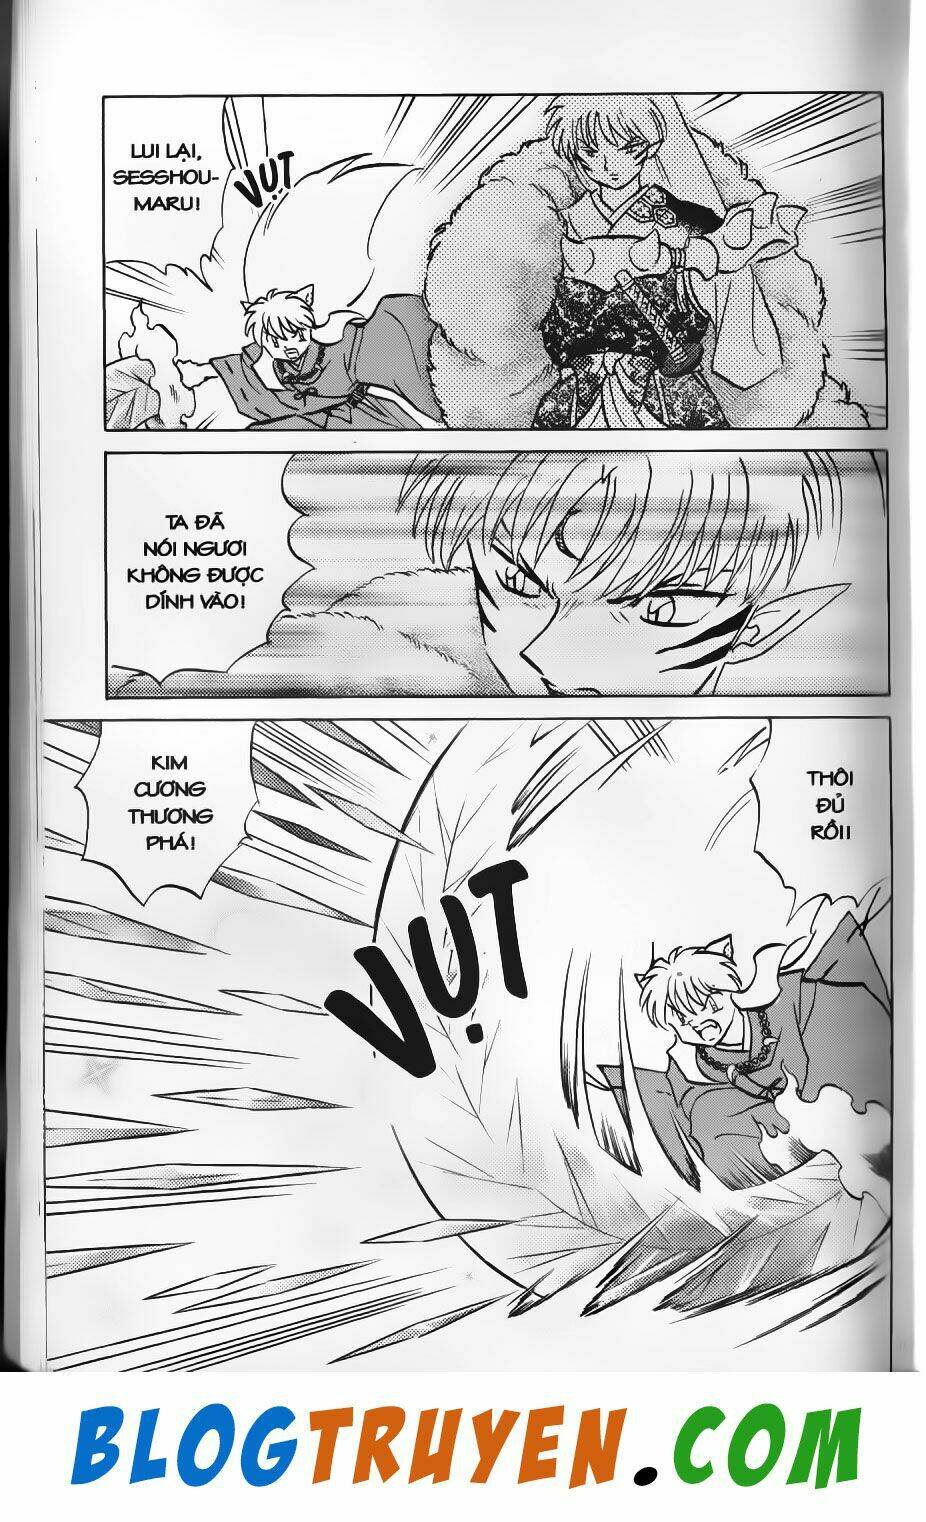 LUI LẠI,
SESSHOU-
MARU!
VỤT
TA ĐÃ
NÓI NGƯƠI
KHÔNG ĐƯỢC
DÍNH VÀO!
KIM
CƯƠNG
THƯƠNG
PHÁ!
THÔI
ĐỦ
RỒI!
VỤT
BLOGTRUYEN.COM